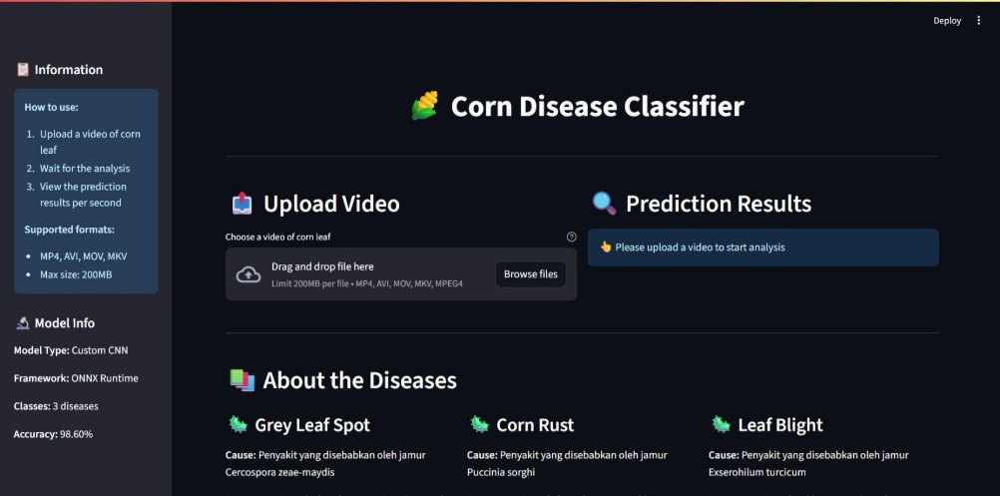 Deploy
Information
How to use:
1. Upload a video of corn
leaf
2. Wait for the analysis
3. View the prediction
results per second
Supported formats:
• MP4, AVI, MOV, MKV
• Max size: 200MB
Model Info
Model Type: Custom CNN
Framework: ONNX Runtime
Classes: 3 diseases
Accuracy: 98.60%
Corn Disease Classifier
Upload Video
Choose a video of corn leaf
Drag and drop file here
Limit 200MB per file • MP4, AVI, MOV, MKV, MPEG4
Browse files
Prediction Results
Please upload a video to start analysis
About the Diseases
Grey Leaf Spot
Cause: Penyakit yang disebabkan oleh jamur
Cercospora zeae-maydis
Corn Rust
Cause: Penyakit yang disebabkan oleh jamur
Puccinia sorghi
Leaf Blight
Cause: Penyakit yang disebabkan oleh jamur
Exserohilum turcicum